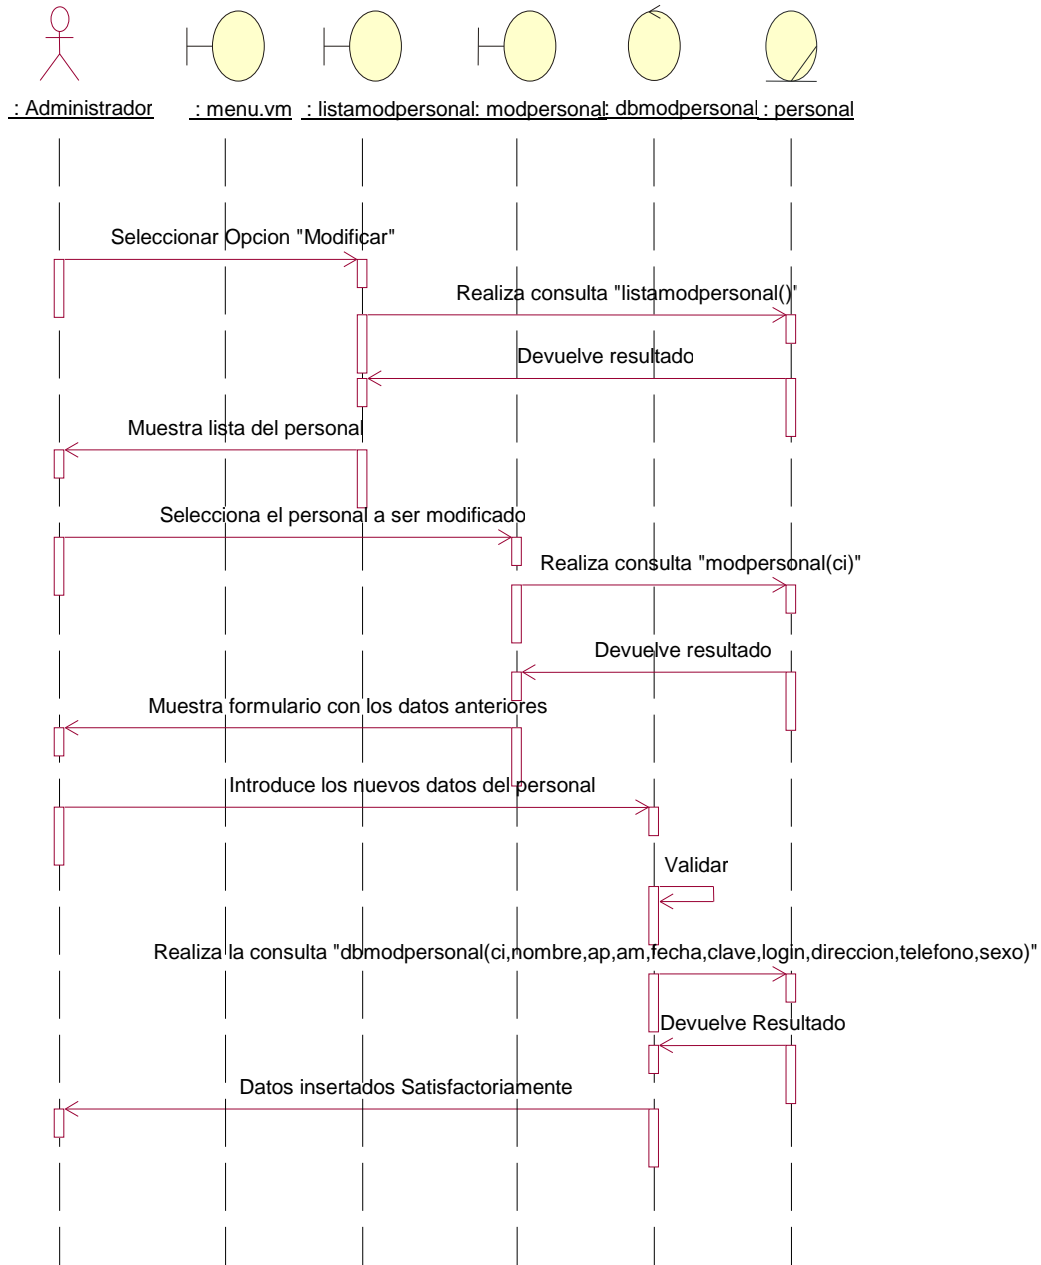 : Administrador
: menu.vm
: listamodpersonal
: modpersonal
: dbmodpersonal
: personal
Seleccionar Opcion "Modificar"
Realiza consulta "listamodpersonal()"
Devuelve resultado
Muestra lista del personal
Selecciona el personal a ser modificado
Realiza consulta "modpersonal(ci)"
Devuelve resultado
Muestra formulario con los datos anteriores
Introduce los nuevos datos del personal
Validar
Realiza la consulta "dbmodpersonal(ci,nombre,ap,am,fecha,clave,login,direccion,telefono,sexo)"
Devuelve Resultado
Datos insertados Satisfactoriamente